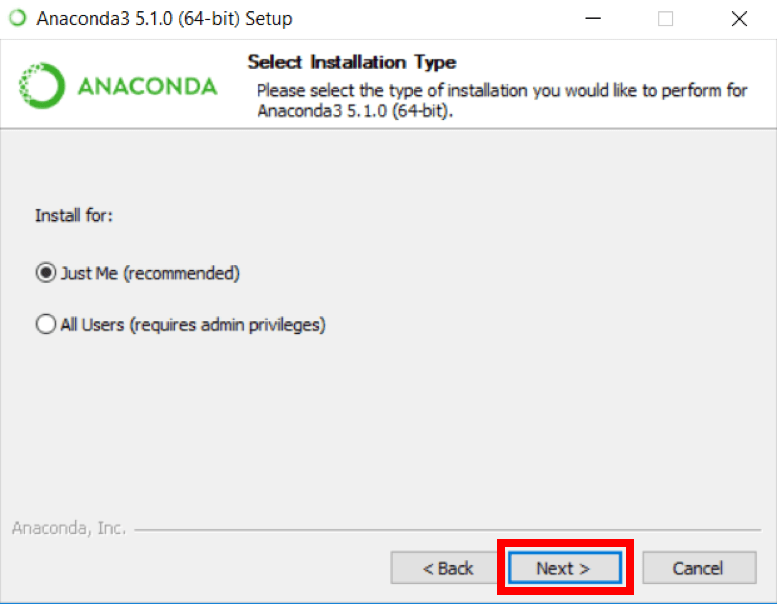 Anaconda3 5.1.0 (64-bit) Setup
ANACONDA
Select Installation Type
Please select the type of installation you would like to perform for
Anaconda3 5.1.0 (64-bit).
Install for:
Just Me (recommended)
All Users (requires admin privileges)
Anaconda, Inc.
< Back
Next >
Cancel